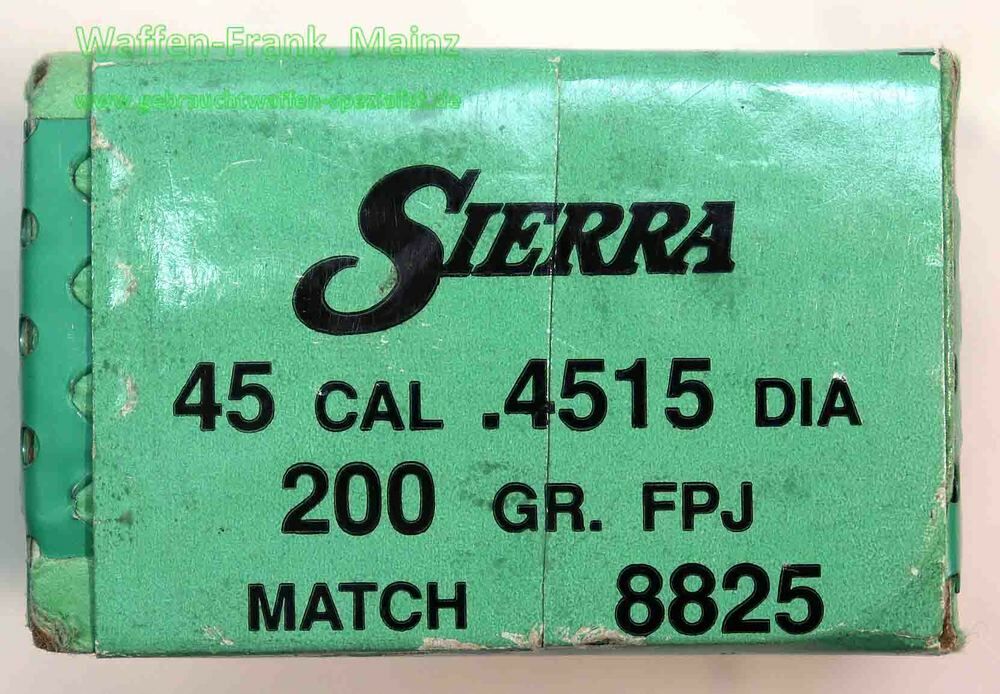 Waffen-Frank, Mainz
www.gebrauchtwaffen-spezialist.de
SIERRA
45 CAL .4515 DIA
200 GR. FPJ
MATCH 8825